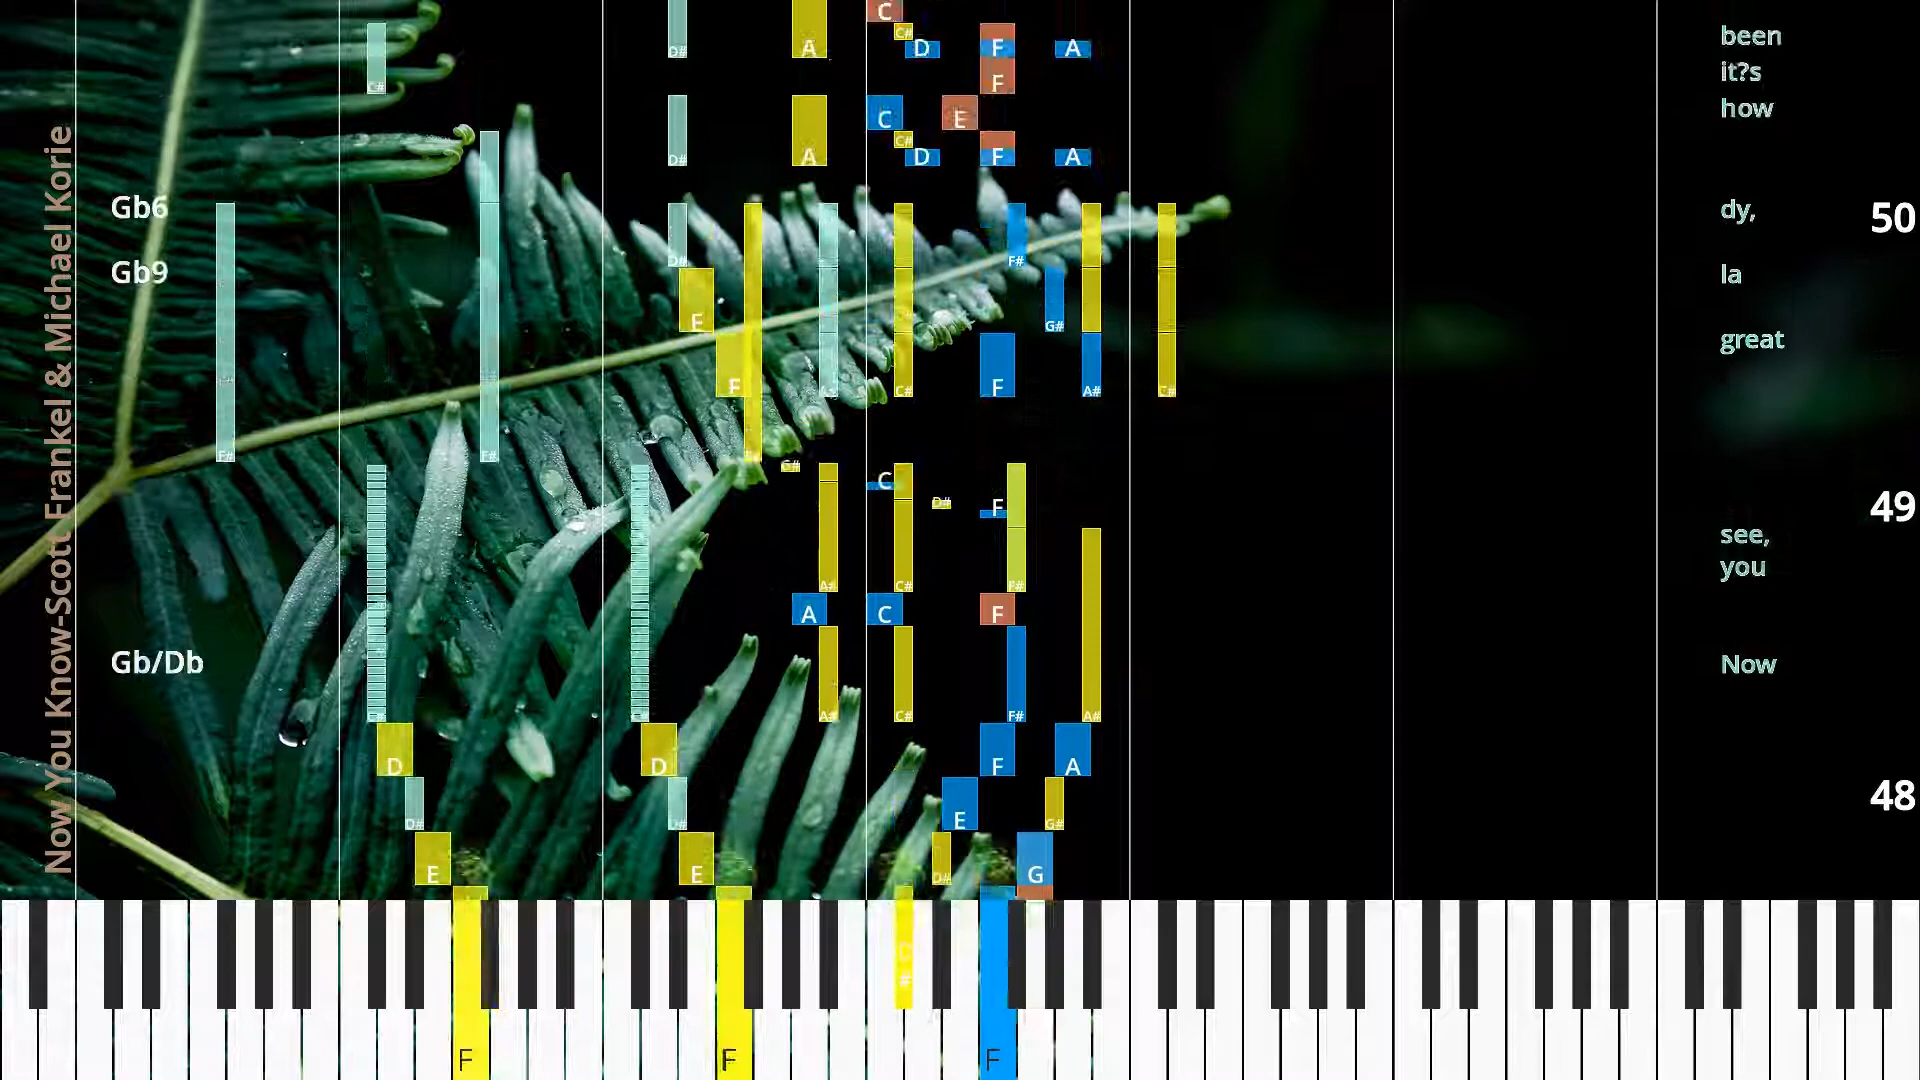 Now You Know-Scott Frankel & Michael Korie
C
C#
D
F
A
been
D#
A
it?s
C#
F
how
C
E
C#
D#
A
D
F
A
Gb6
dy,
50
D#
F#
Gb9
la
E
G#
great
F
A#
C#
F
A#
C#
F#
F#
G#
C
D#
F
49
see,
you
A#
C#
F#
A
C
F
Gb/Db
Now
A#
C#
F#
A#
D
D
F
A
48
D#
D#
E
G#
E
E
D#
G
C#
F
F
F